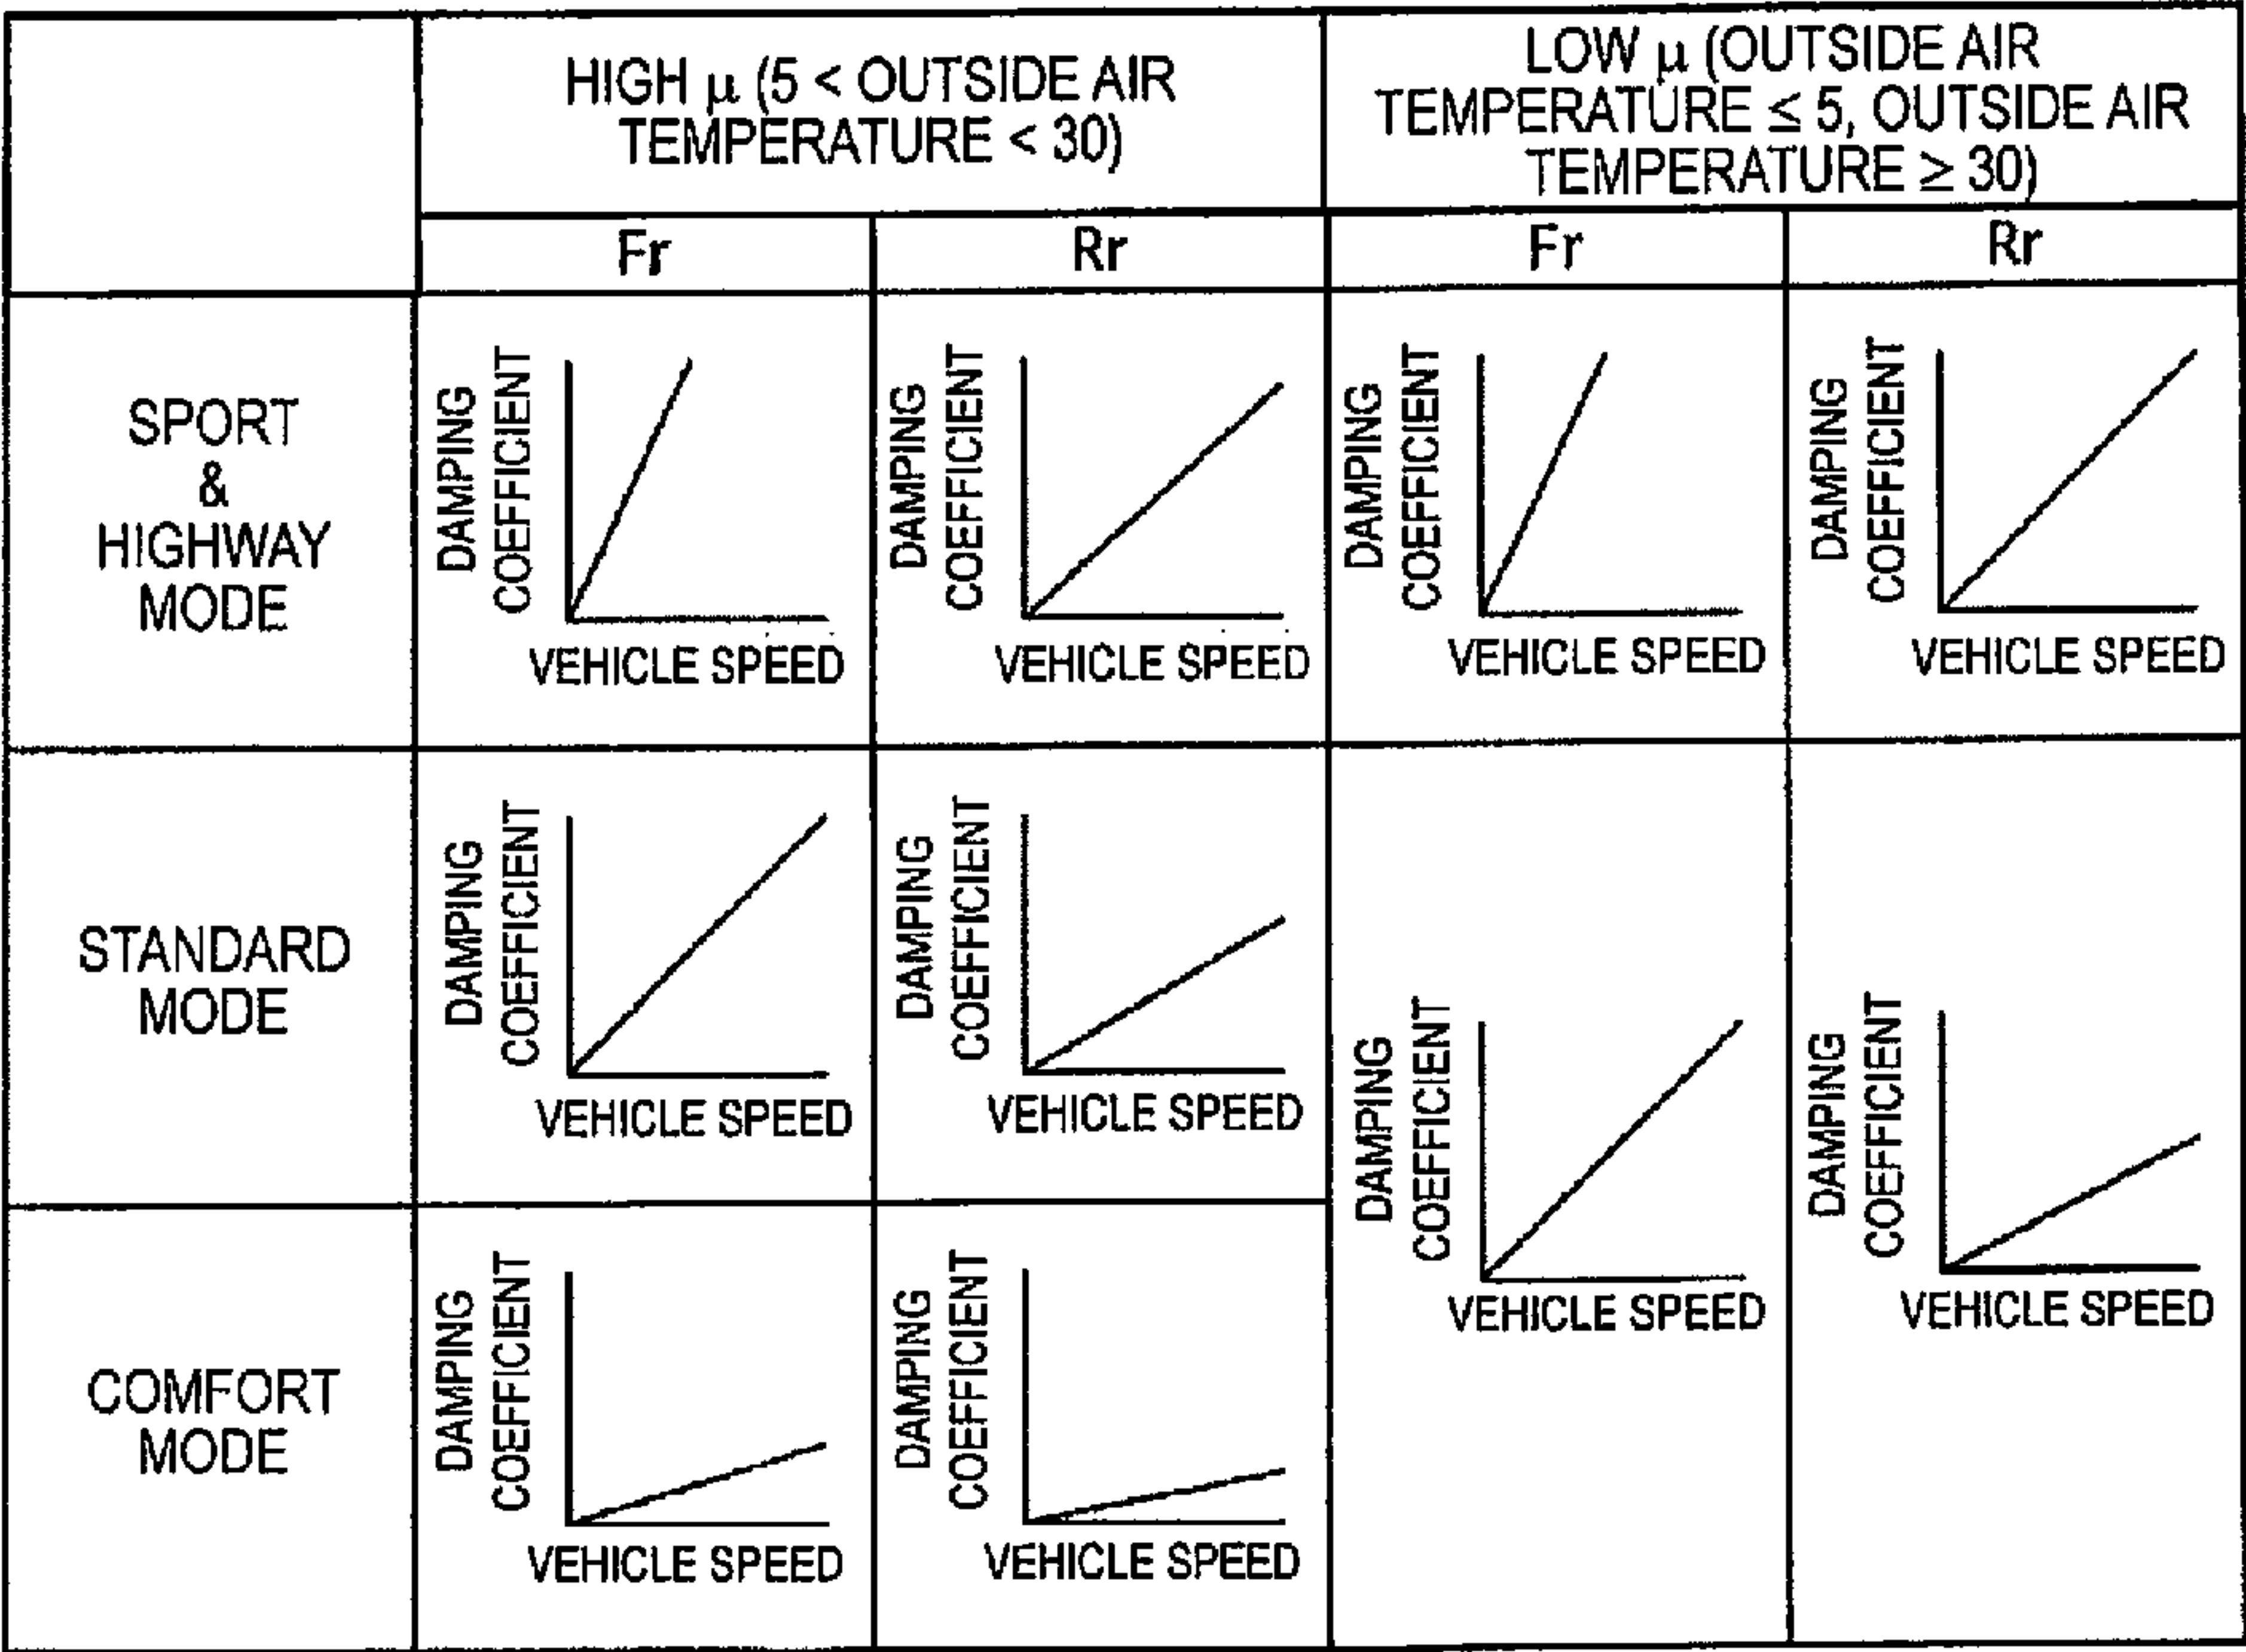 HIGH μ (5 < OUTSIDE AIR
TEMPERATURE < 30)
LOW μ (OUTSIDE AIR
TEMPERATURE ≤ 5, OUTSIDE AIR
TEMPERATURE ≥ 30)
Fr
Rr
Fr
Rr
SPORT
&
HIGHWAY
MODE
DAMPING
COEFFICIENT
VEHICLE SPEED
DAMPING
COEFFICIENT
VEHICLE SPEED
DAMPING
COEFFICIENT
VEHICLE SPEED
DAMPING
COEFFICIENT
VEHICLE SPEED
STANDARD
MODE
DAMPING
COEFFICIENT
VEHICLE SPEED
DAMPING
COEFFICIENT
VEHICLE SPEED
DAMPING
COEFFICIENT
VEHICLE SPEED
DAMPING
COEFFICIENT
VEHICLE SPEED
COMFORT
MODE
DAMPING
COEFFICIENT
VEHICLE SPEED
DAMPING
COEFFICIENT
VEHICLE SPEED